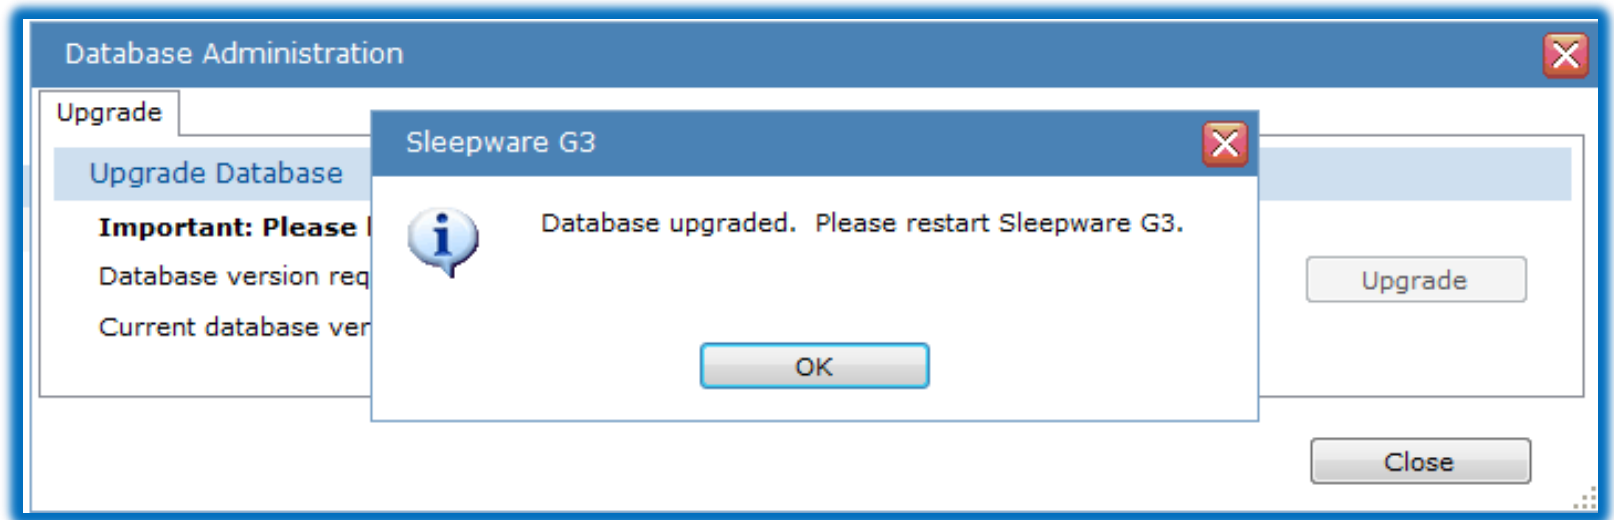 Database Administration
Upgrade
Sleepware G3
Upgrade Database
Important: Please
Database upgraded.  Please restart Sleepware G3.
Database version req
Upgrade
Current database ver
OK
Close